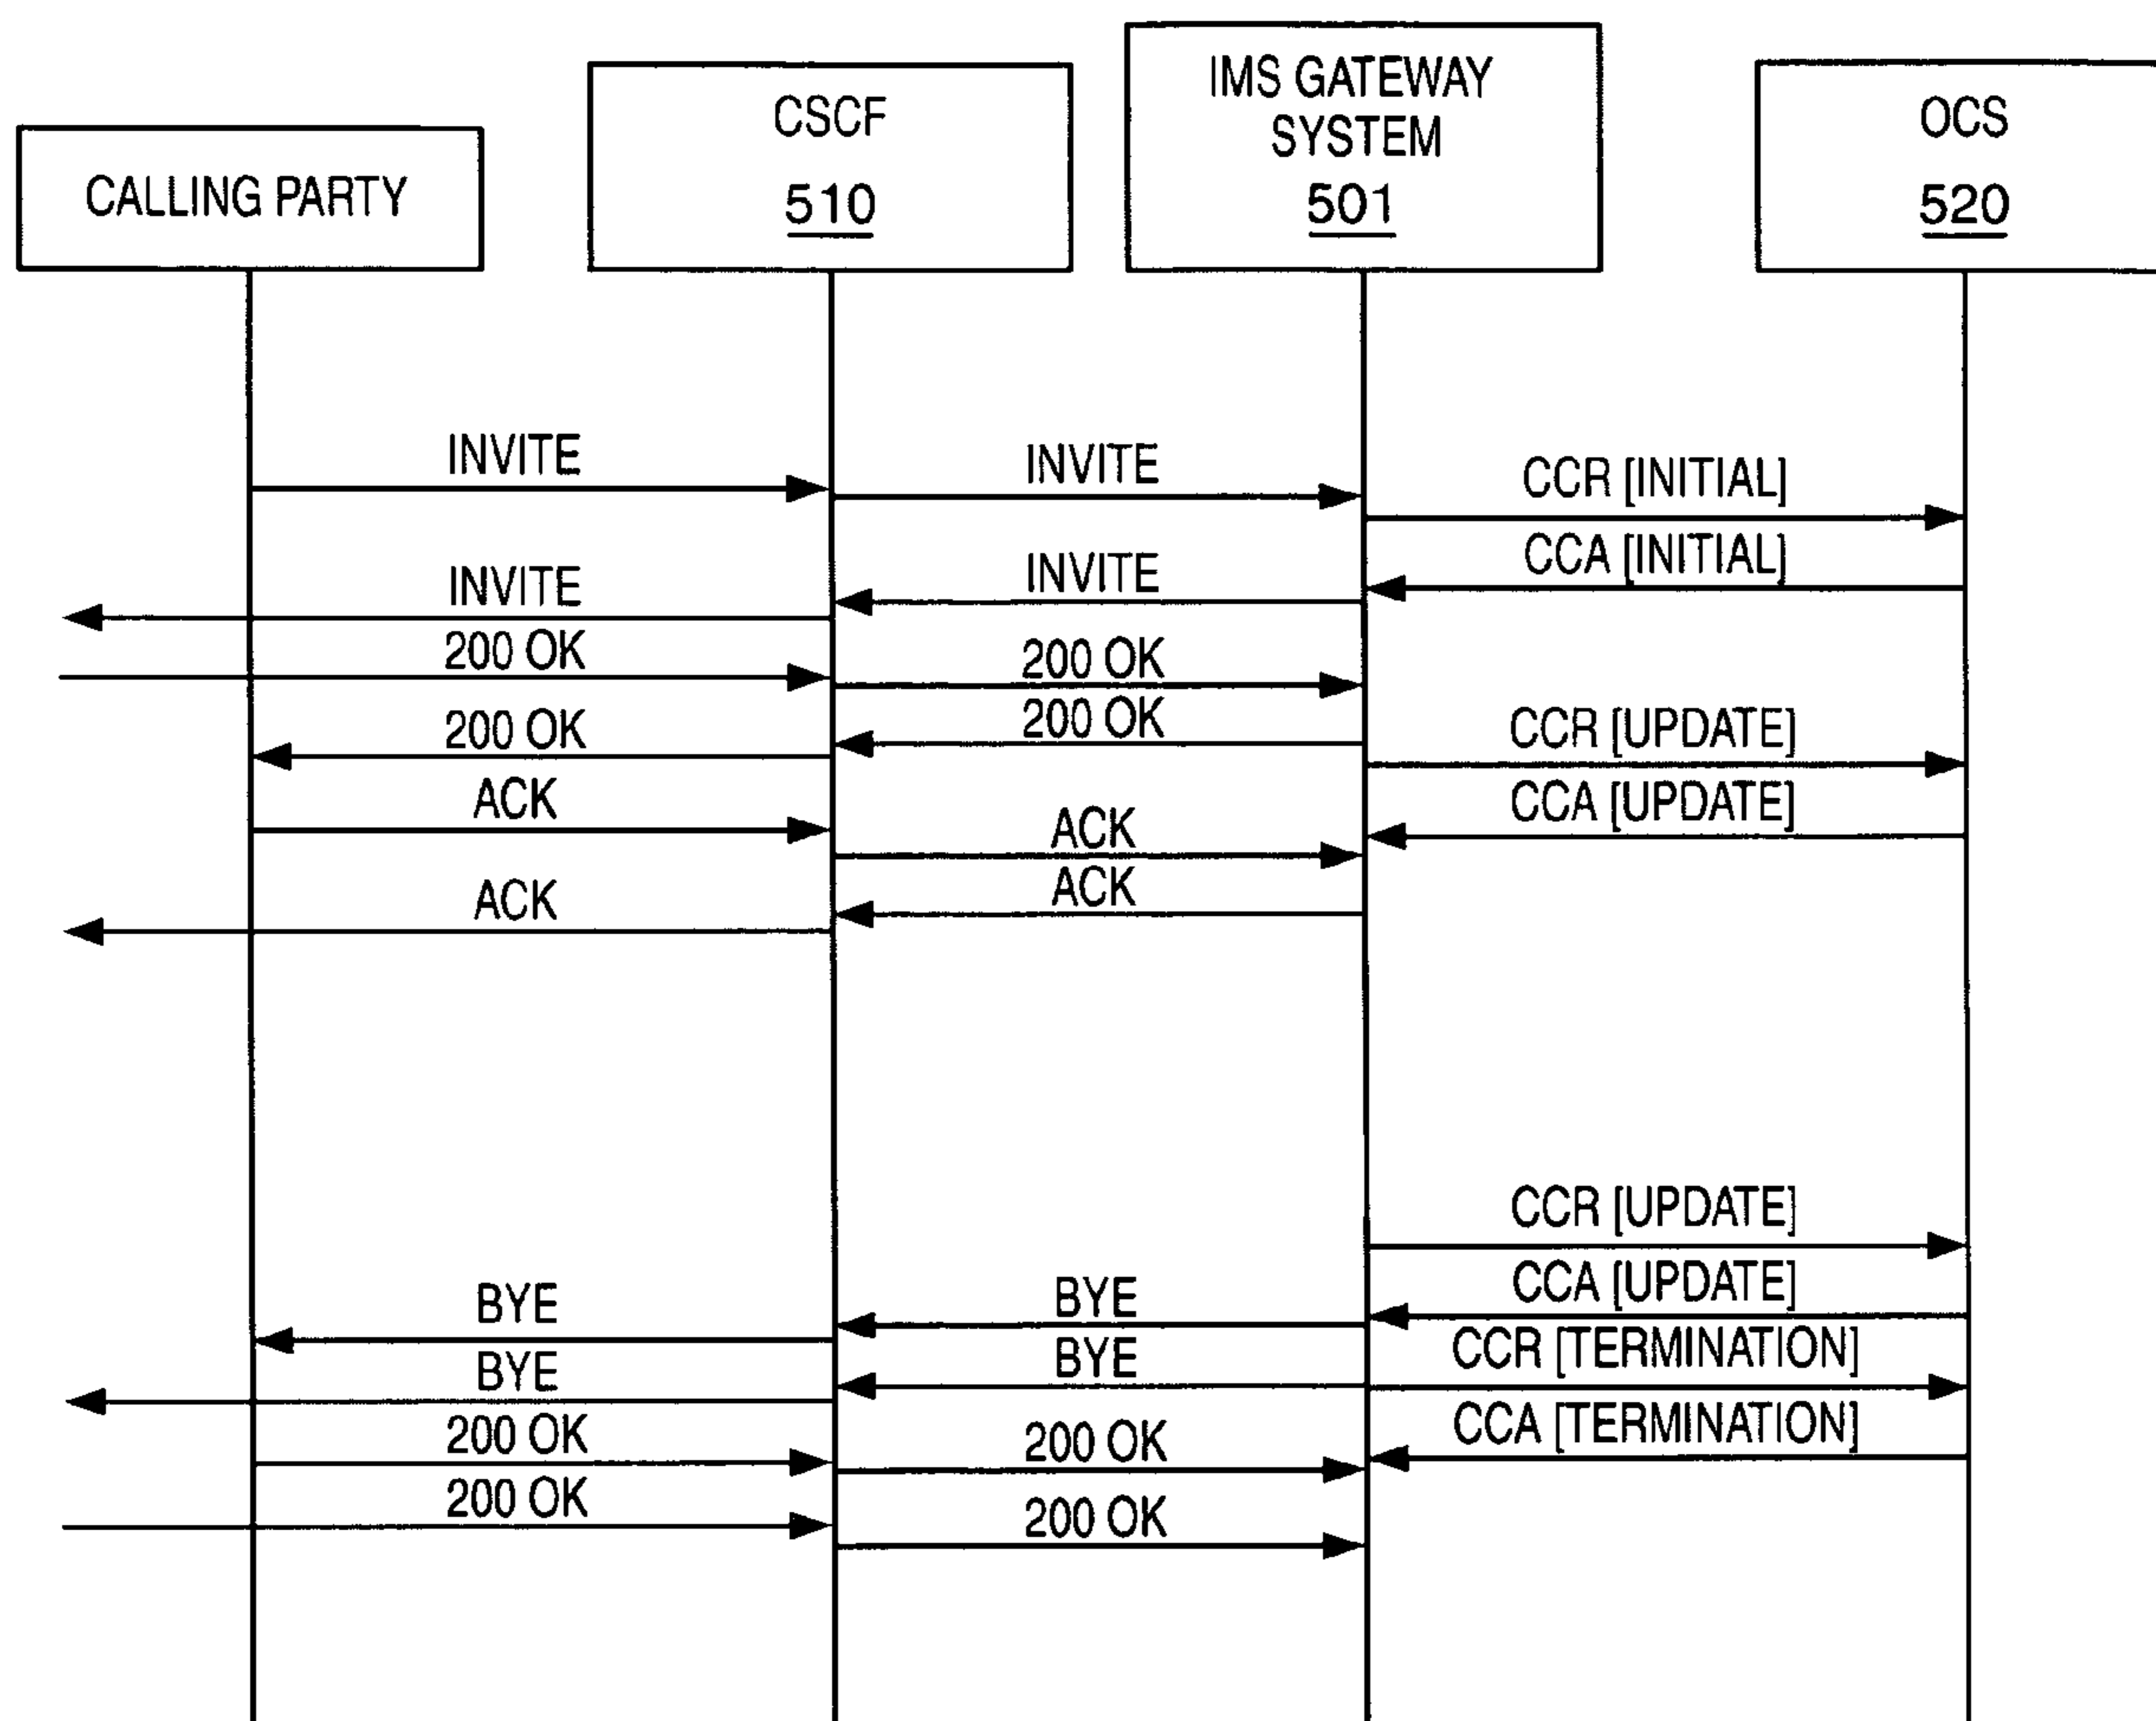 CALLING PARTY
CSCF
510
IMS GATEWAY
SYSTEM
501
OCS
520
INVITE
INVITE
CCR [INITIAL]
CCA [INITIAL]
INVITE
INVITE
200 OK
200 OK
200 OK
200 OK
CCR [UPDATE]
CCA [UPDATE]
ACK
ACK
ACK
ACK
CCR [UPDATE]
CCA [UPDATE]
BYE
BYE
CCR [TERMINATION]
BYE
BYE
CCA [TERMINATION]
200 OK
200 OK
200 OK
200 OK